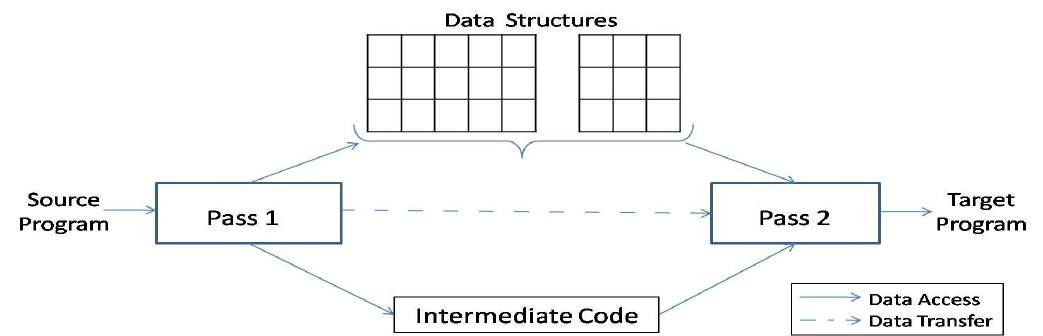 Data Structures
Source
Program
Pass 1
Pass 2
Target
Program
Intermediate Code
Data Access
Data Transfer